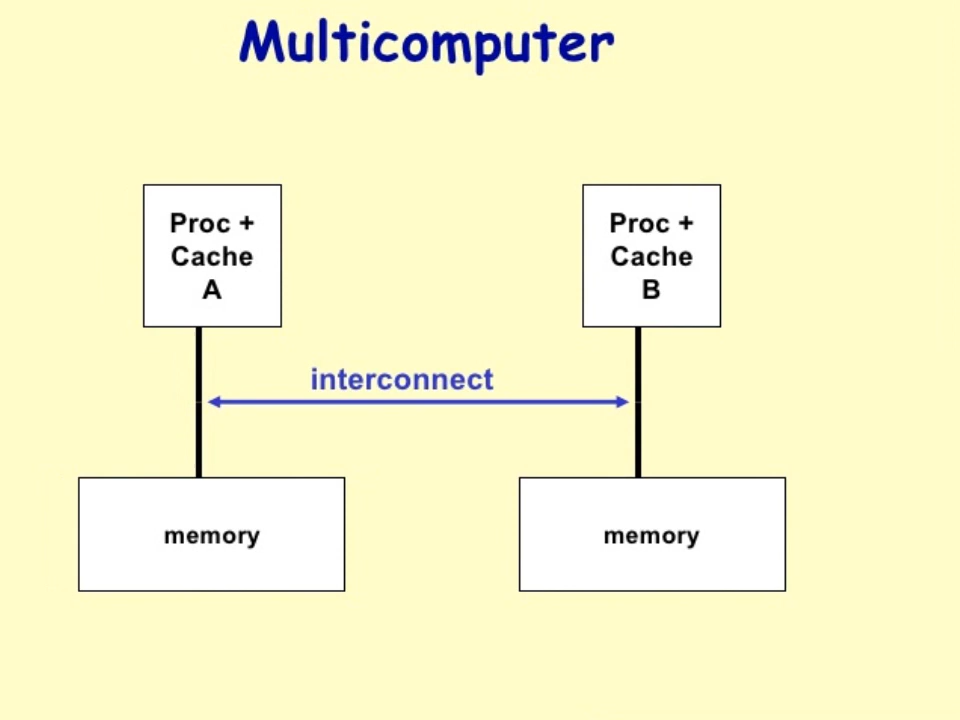 Multicomputer
Proc +
Cache
A
Proc +
Cache
B
interconnect
memory
memory